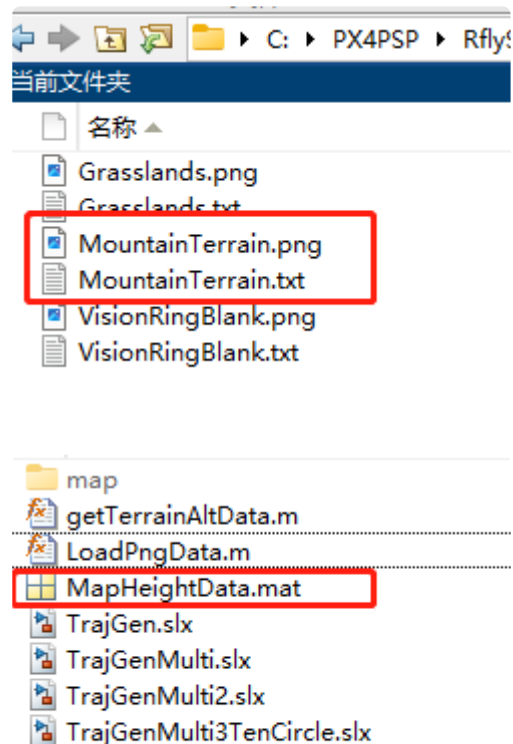 C: PX4PSP RflyS
当前文件夹
名称
Grasslands.png
Grasslands.txt
MountainTerrain.png
MountainTerrain.txt
VisionRingBlank.png
VisionRingBlank.txt
map
getTerrainAltData.m
LoadPngData.m
MapHeightData.mat
TrajGen.slx
TrajGenMulti.slx
TrajGenMulti2.slx
TrajGenMulti3TenCircle.slx